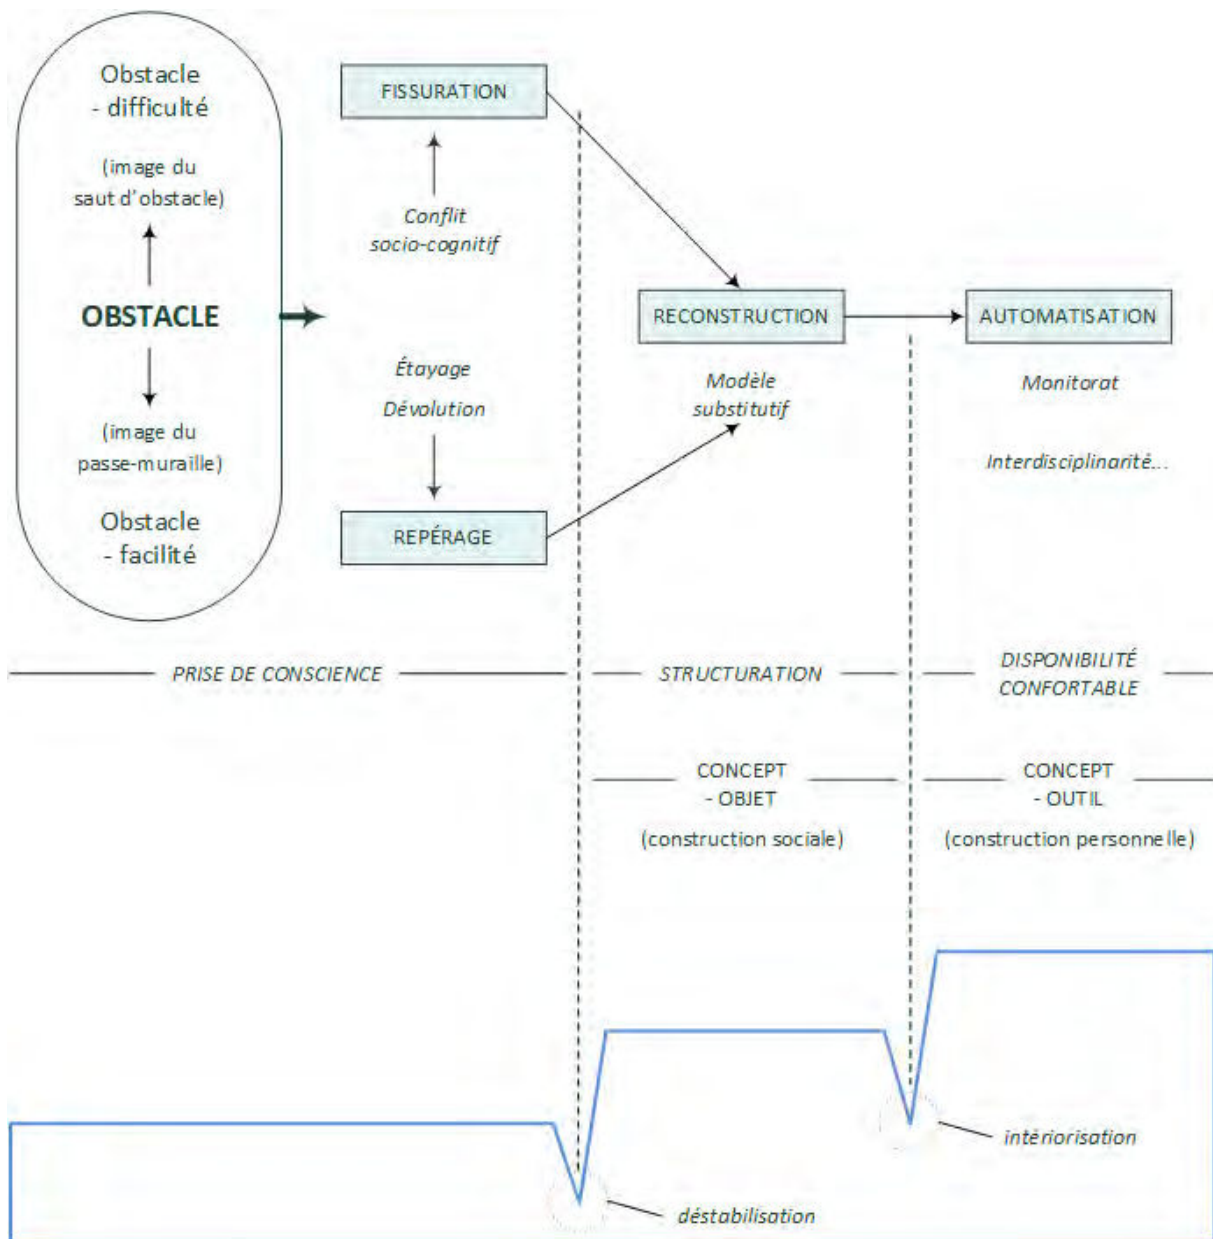 Obstacle
- difficulté
(image du
saut d'obstacle)
OBSTACLE
(image du
passe-muraille)
Obstacle
- facilité
FISSURATION
Conflit
socio-cognitif
Étayage
Dévolution
REPÉRAGE
RECONSTRUCTION
Modèle
substitutif
AUTOMATISATION
Monitorat
Interdisciplinarité...
PRISE DE CONSCIENCE
STRUCTURATION
DISPONIBILITÉ
CONFORTABLE
CONCEPT
- OBJET
(construction sociale)
CONCEPT
- OUTIL
(construction personnelle)
intériorisation
déstabilisation